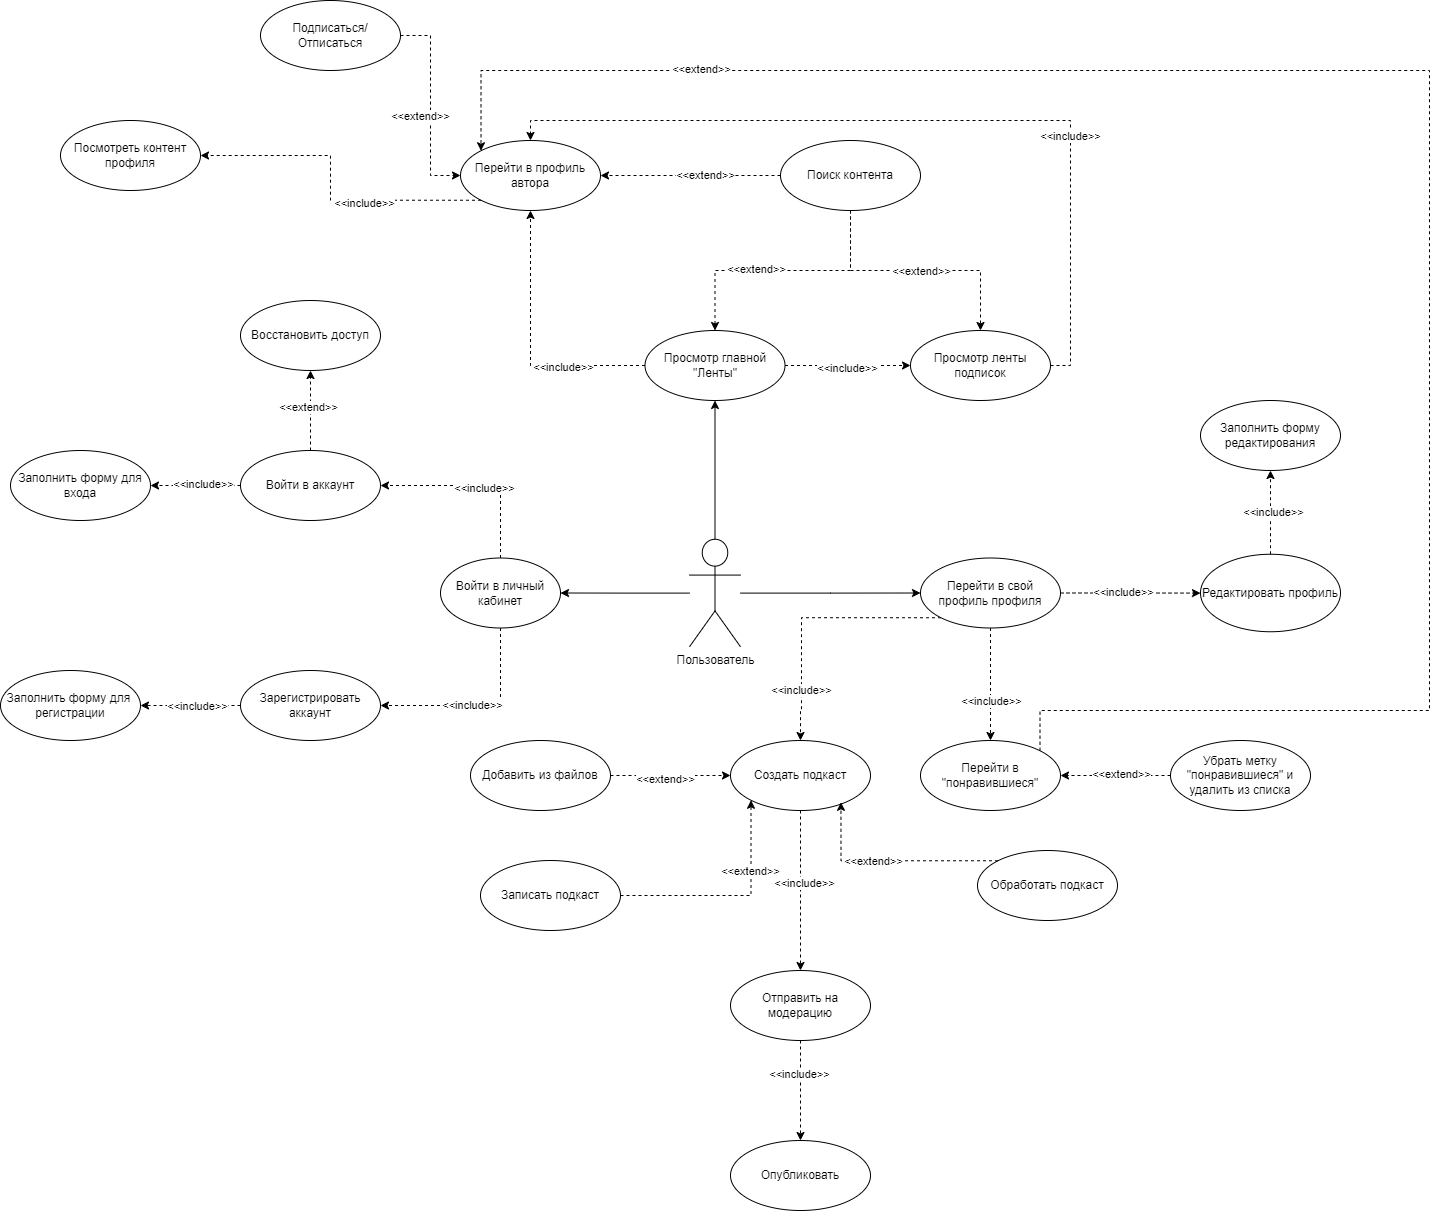 Подписаться/
Отписаться
<<extend>>
<<extend>>
<<include>>
Посмотреть контент
профиля
Перейти в профиль
автора
<<extend>>
Поиск контента
<<include>>
<<extend>>
<<extend>>
Восстановить доступ
Просмотр главной
"Ленты"
Просмотр ленты
подписок
<<include>>
<<include>>
<<extend>>
Заполнить форму
редактирования
Заполнить форму для
входа
<<include>>
Войти в аккаунт
<<include>>
<<include>>
Войти в личный
кабинет
Перейти в свой
профиль профиля
<<include>>
Редактировать профиль
Пользователь
Заполнить форму для
регистрации
<<include>>
Зарегистрировать
аккаунт
<<include>>
<<include>>
<<include>>
Добавить из файлов
<<extend>>
Создать подкаст
Перейти в
"понравившиеся"
<<extend>>
Убрать метку
"понравившиеся" и
удалить из списка
Записать подкаст
<<extend>>
<<include>>
<<extend>>
Обработать подкаст
Отправить на
модерацию
<<include>>
Опубликовать